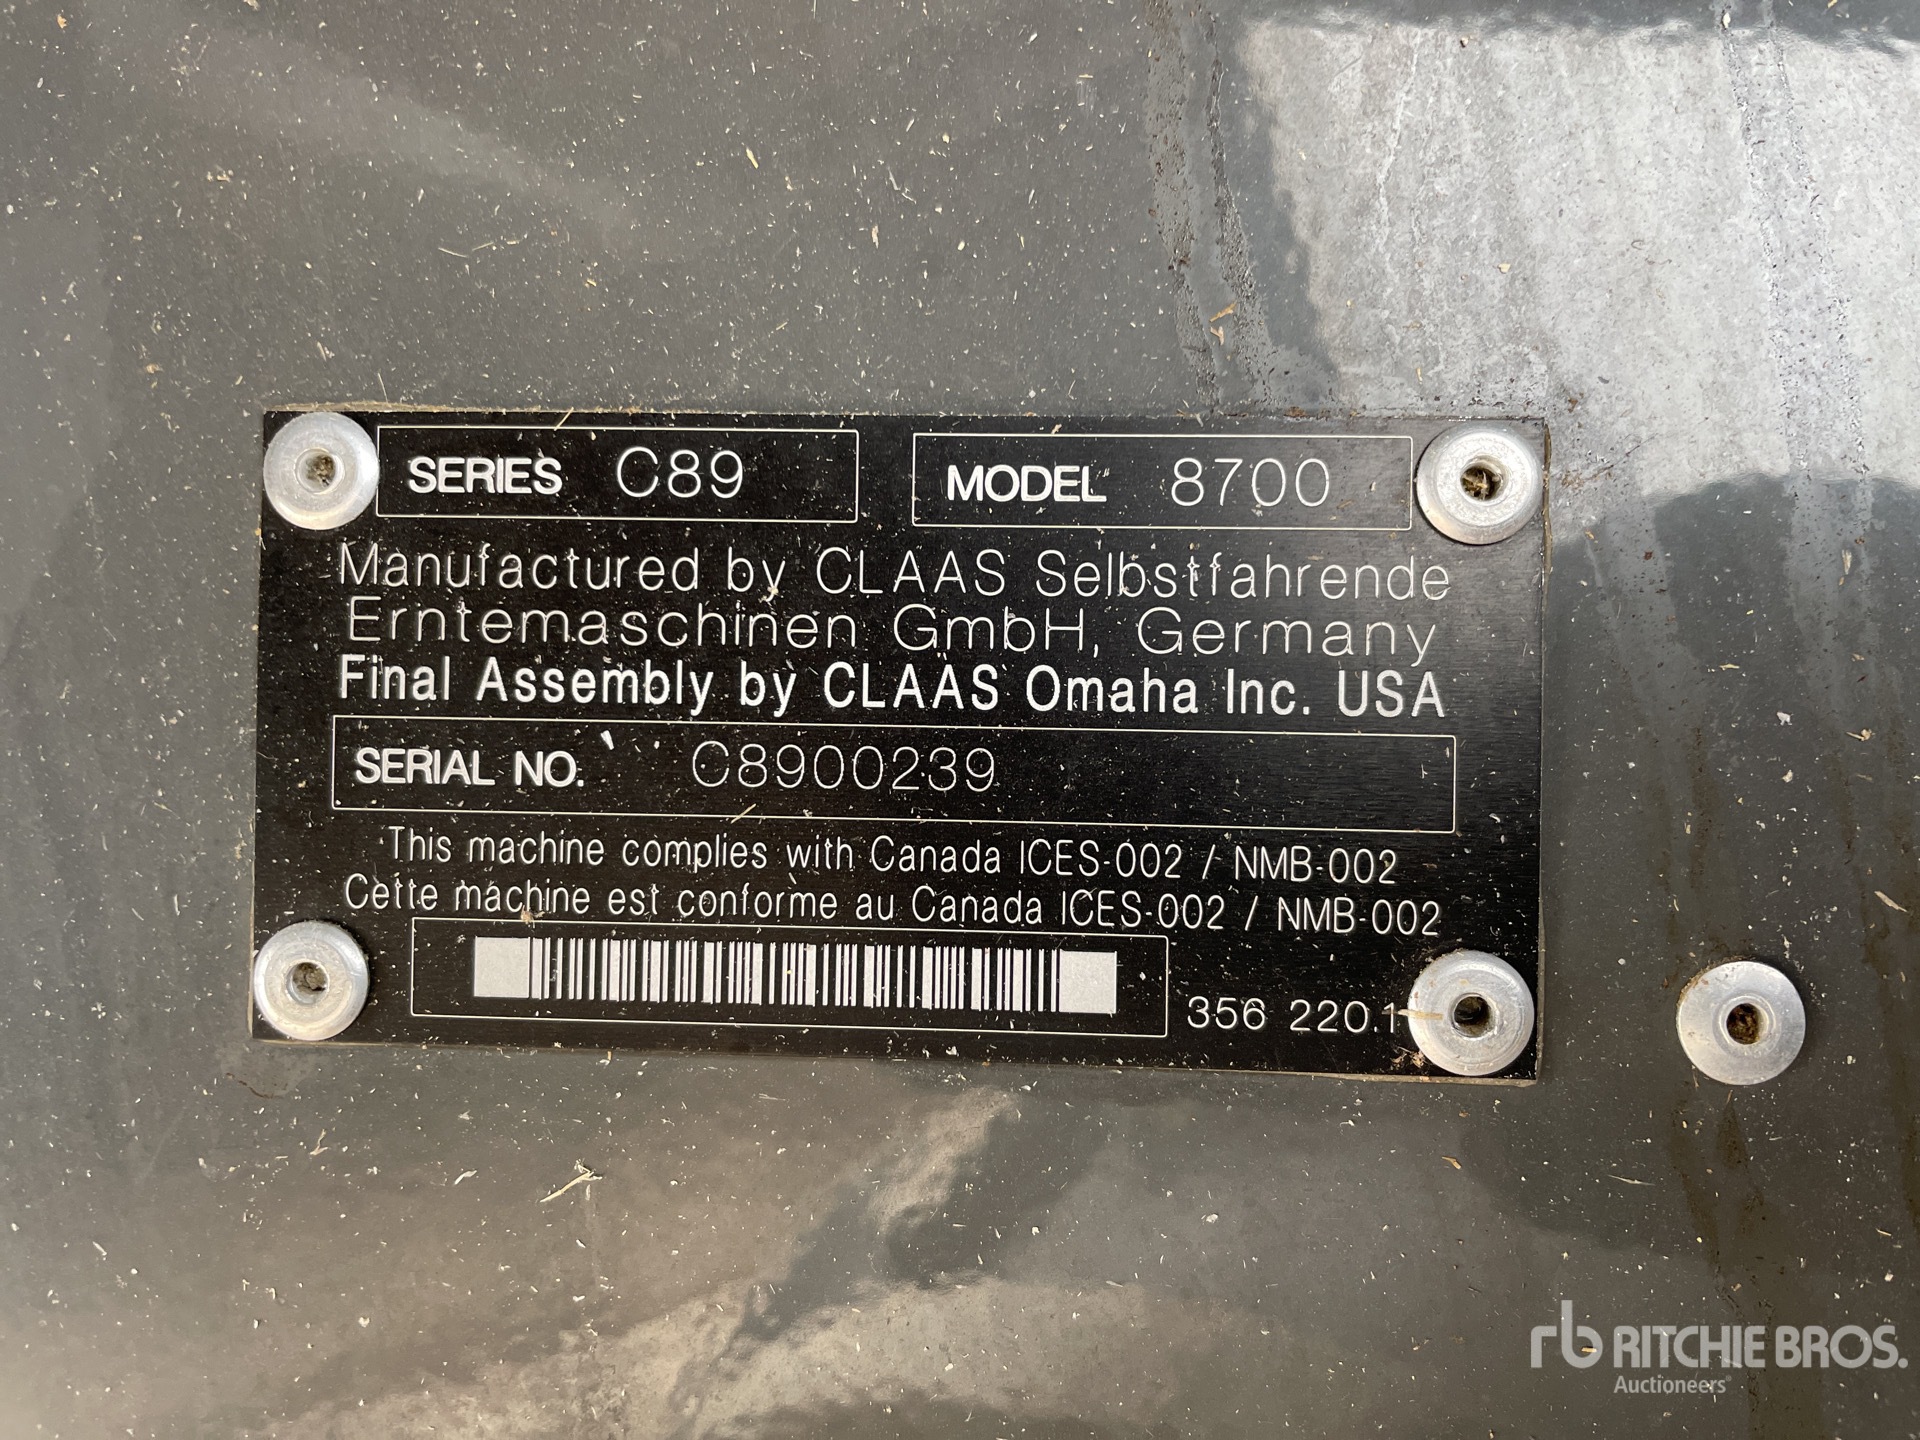 SERIES C89 MODEL 8700
Manufactured by CLAAS Selbstfahrende
Erntemaschinen GmbH, Germany
Final Assembly by CLAAS Omaha Inc. USA
SERIAL NO. C8900239
This machine complies with Canada ICES-002 / NMB-002
Cette machine est conforme au Canada ICES-002 / NMB-002
356 220.1
rb RITCHIE BROS.
Auctioneers